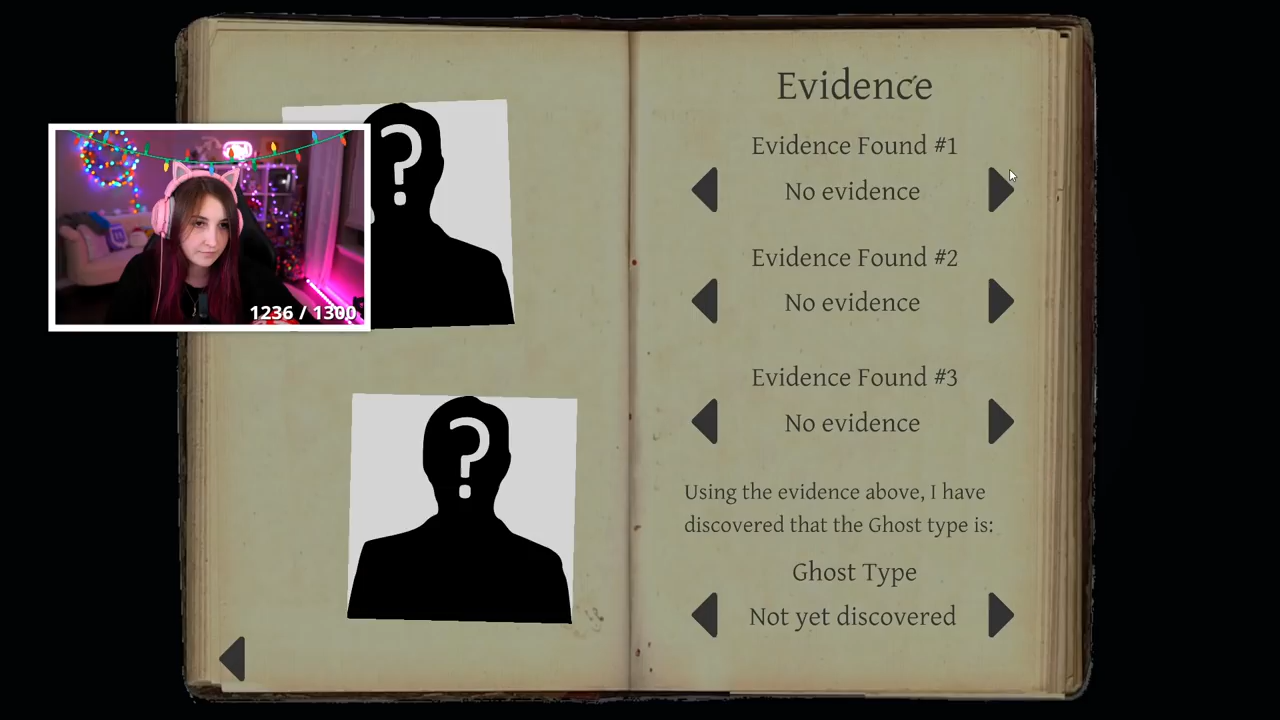 Evidence
Evidence Found #1
No evidence
Evidence Found #2
No evidence
Evidence Found #3
No evidence
Using the evidence above, I have
discovered that the Ghost type is:
Ghost Type
Not yet discovered
1236 / 1300
?
?